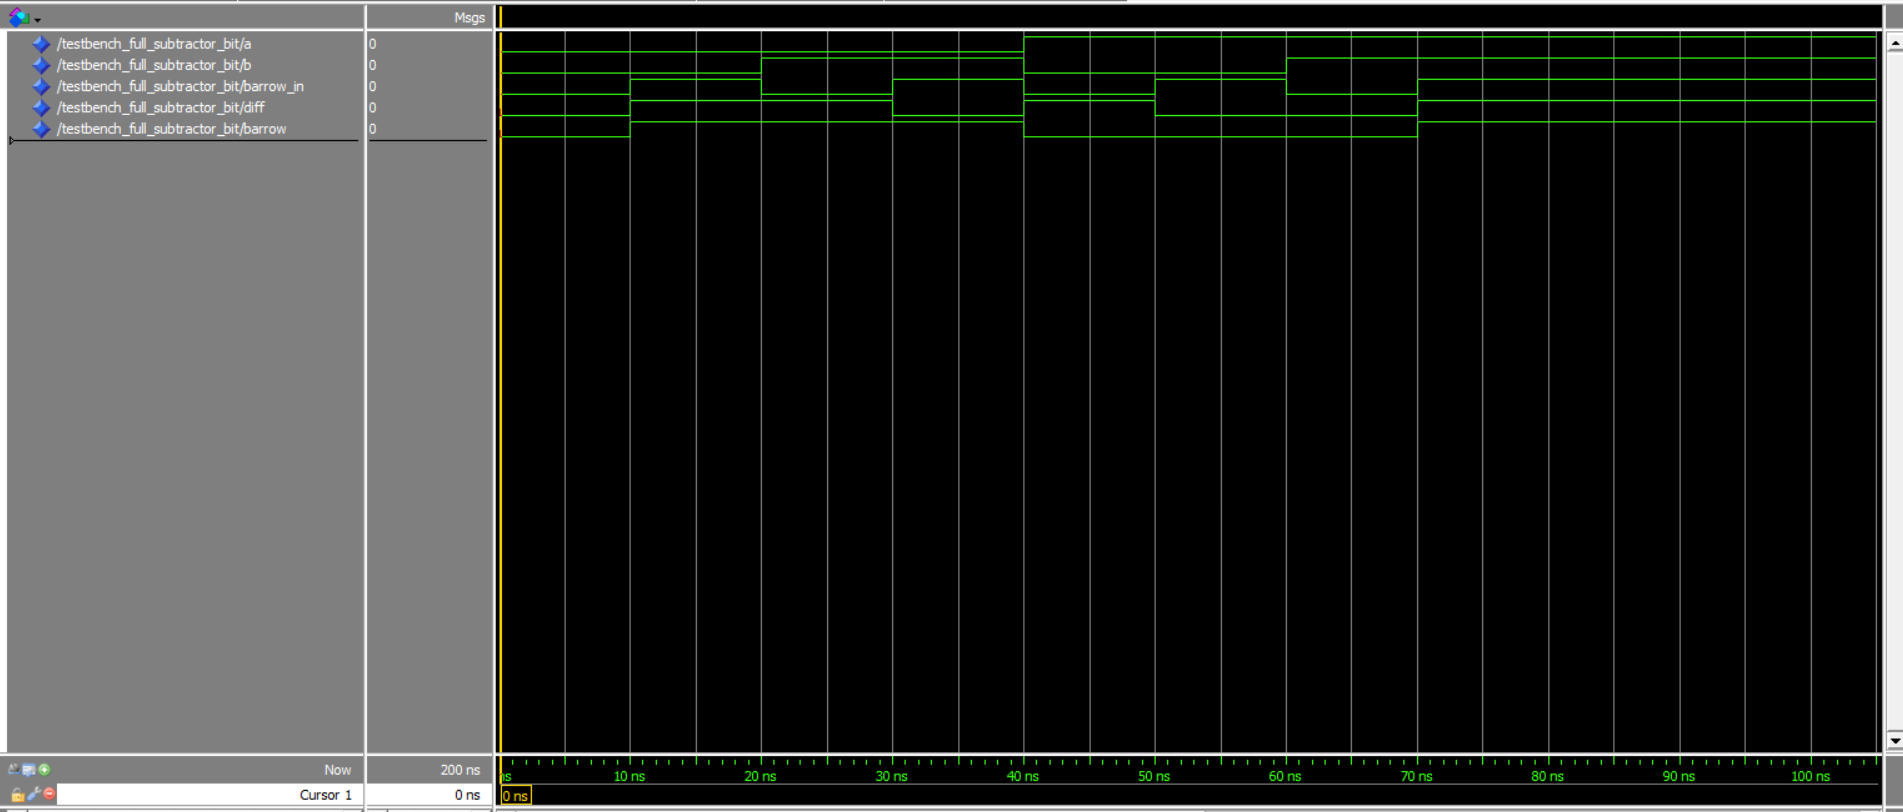 Msgs
/testbench_full_subtractor_bit/a 0
/testbench_full_subtractor_bit/b 0
/testbench_full_subtractor_bit/barrow_in 0
/testbench_full_subtractor_bit/diff 0
/testbench_full_subtractor_bit/barrow 0
Now 200 ns ns 10 ns 20 ns 30 ns 40 ns 50 ns 60 ns 70 ns 80 ns 90 ns 100 ns
Cursor 1 0 ns 0 ns